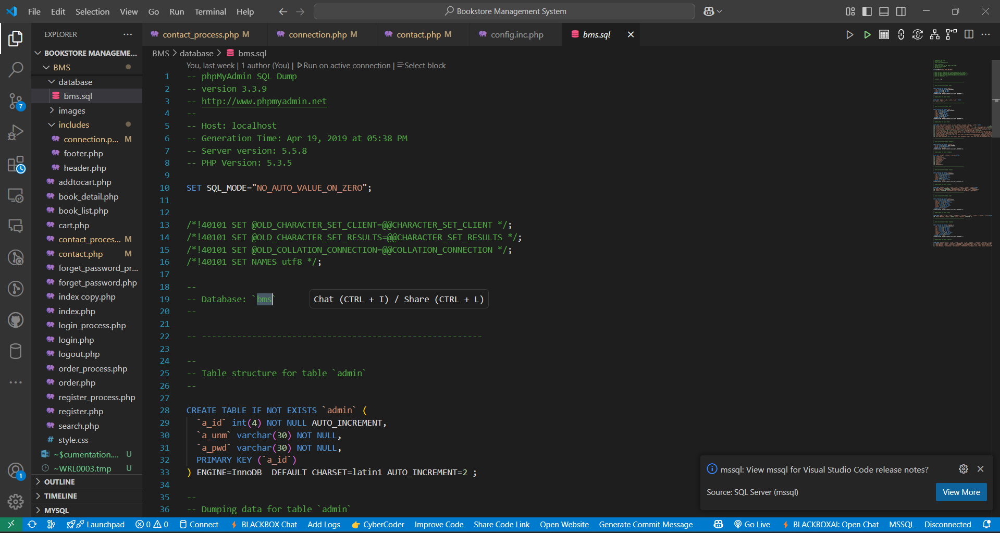 File Edit Selection View Go Run Terminal Help
Bookstore Management System
EXPLORER
contact_process.php M
connection.php M
contact.php M
config.inc.php
bms.sql
BOOKSTORE MANAGEME...
BMS
database
bms.sql
images
includes
connection.p... M
footer.php
header.php
addtocart.php
book_detail.php
book_list.php
cart.php
contact_proces... M
contact.php M
forget_password_pr...
forget_password.php
index copy.php
index.php
login_process.php
login.php
logout.php
order_process.php
order.php
register_process.php
register.php
search.php
# style.css
~$cumentation.... U
~WRL0003.tmp U
OUTLINE
TIMELINE
MYSQL
7
1
BMS > database > bms.sql
You, last week | 1 author (You) | Run on active connection | Select block
1 -- phpMyAdmin SQL Dump
2 -- version 3.3.9
3 -- http://www.phpmyadmin.net
4 --
5 -- Host: localhost
6 -- Generation Time: Apr 19, 2019 at 05:38 PM
7 -- Server version: 5.5.8
8 -- PHP Version: 5.3.5
9
10 SET SQL_MODE="NO_AUTO_VALUE_ON_ZERO";
11
12
13 /*!40101 SET @OLD_CHARACTER_SET_CLIENT=@@CHARACTER_SET_CLIENT */;
14 /*!40101 SET @OLD_CHARACTER_SET_RESULTS=@@CHARACTER_SET_RESULTS */;
15 /*!40101 SET @OLD_COLLATION_CONNECTION=@@COLLATION_CONNECTION */;
16 /*!40101 SET NAMES utf8 */;
17
18 --
19 -- Database: `bms` Chat (CTRL + I) / Share (CTRL + L)
20 --
21
22 -- --------------------------------------------------------
23
24 --
25 -- Table structure for table `admin`
26 --
27
28 CREATE TABLE IF NOT EXISTS `admin` (
29 `a_id` int(4) NOT NULL AUTO_INCREMENT,
30 `a_unm` varchar(30) NOT NULL,
31 `a_pwd` varchar(30) NOT NULL,
32 PRIMARY KEY (`a_id`)
33 ) ENGINE=InnoDB DEFAULT CHARSET=latin1 AUTO_INCREMENT=2 ;
34
35 --
36 -- Dumping data for table `admin`
mssql: View mssql for Visual Studio Code release notes?
Source: SQL Server (mssql)
View More
Launchpad 0 0 Connect BLACKBOX Chat Add Logs CyberCoder Improve Code Share Code Link Open Website Generate Commit Message Go Live BLACKBOXAI: Open Chat MSSQL Disconnected